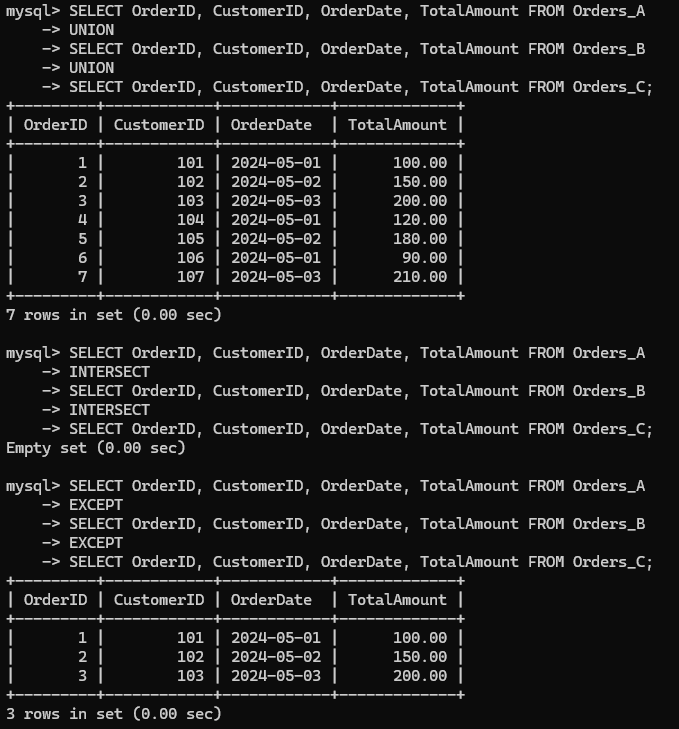 mysql> SELECT OrderID, CustomerID, OrderDate, TotalAmount FROM Orders_A
    -> UNION
    -> SELECT OrderID, CustomerID, OrderDate, TotalAmount FROM Orders_B
    -> UNION
    -> SELECT OrderID, CustomerID, OrderDate, TotalAmount FROM Orders_C;
+---------+------------+------------+-------------+
| OrderID | CustomerID | OrderDate  | TotalAmount |
+---------+------------+------------+-------------+
|       1 |        101 | 2024-05-01 |      100.00 |
|       2 |        102 | 2024-05-02 |      150.00 |
|       3 |        103 | 2024-05-03 |      200.00 |
|       4 |        104 | 2024-05-01 |      120.00 |
|       5 |        105 | 2024-05-02 |      180.00 |
|       6 |        106 | 2024-05-01 |       90.00 |
|       7 |        107 | 2024-05-03 |      210.00 |
+---------+------------+------------+-------------+
7 rows in set (0.00 sec)

mysql> SELECT OrderID, CustomerID, OrderDate, TotalAmount FROM Orders_A
    -> INTERSECT
    -> SELECT OrderID, CustomerID, OrderDate, TotalAmount FROM Orders_B
    -> INTERSECT
    -> SELECT OrderID, CustomerID, OrderDate, TotalAmount FROM Orders_C;
Empty set (0.00 sec)

mysql> SELECT OrderID, CustomerID, OrderDate, TotalAmount FROM Orders_A
    -> EXCEPT
    -> SELECT OrderID, CustomerID, OrderDate, TotalAmount FROM Orders_B
    -> EXCEPT
    -> SELECT OrderID, CustomerID, OrderDate, TotalAmount FROM Orders_C;
+---------+------------+------------+-------------+
| OrderID | CustomerID | OrderDate  | TotalAmount |
+---------+------------+------------+-------------+
|       1 |        101 | 2024-05-01 |      100.00 |
|       2 |        102 | 2024-05-02 |      150.00 |
|       3 |        103 | 2024-05-03 |      200.00 |
+---------+------------+------------+-------------+
3 rows in set (0.00 sec)